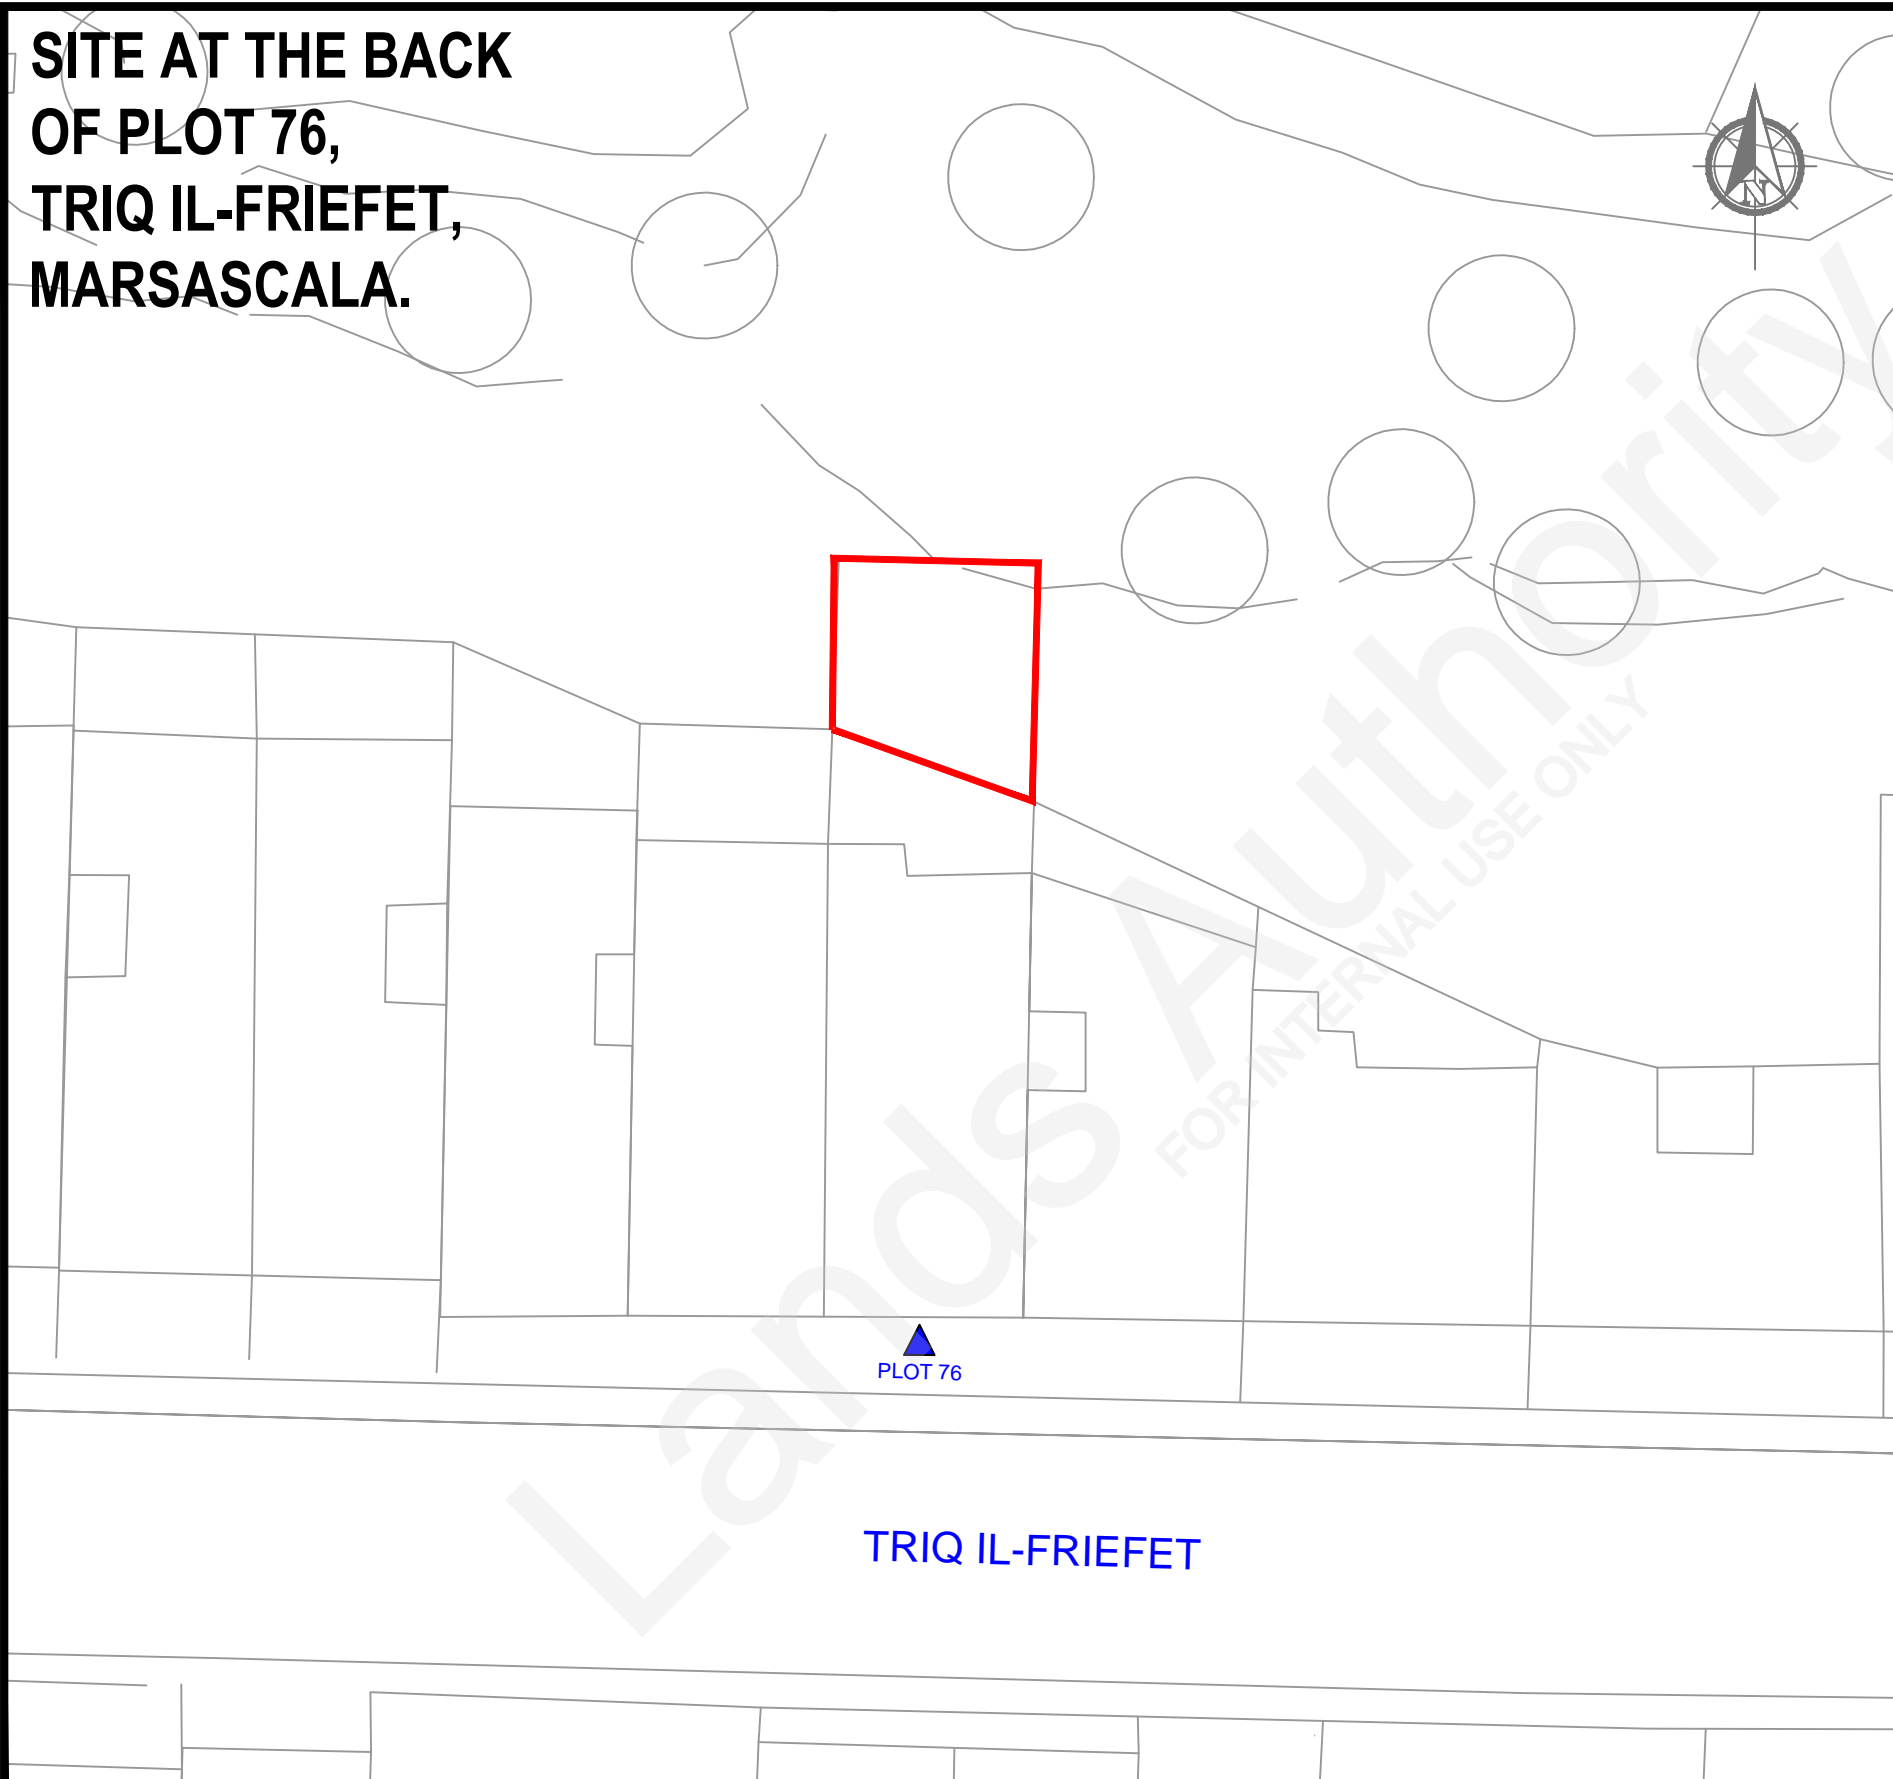 SITE AT THE BACK
OF PLOT 76,
TRIQ IL-FRIEFET,
MARSASCALA.
N
Lands Authority
FOR INTERNAL USE ONLY
PLOT 76
TRIQ IL-FRIEFET